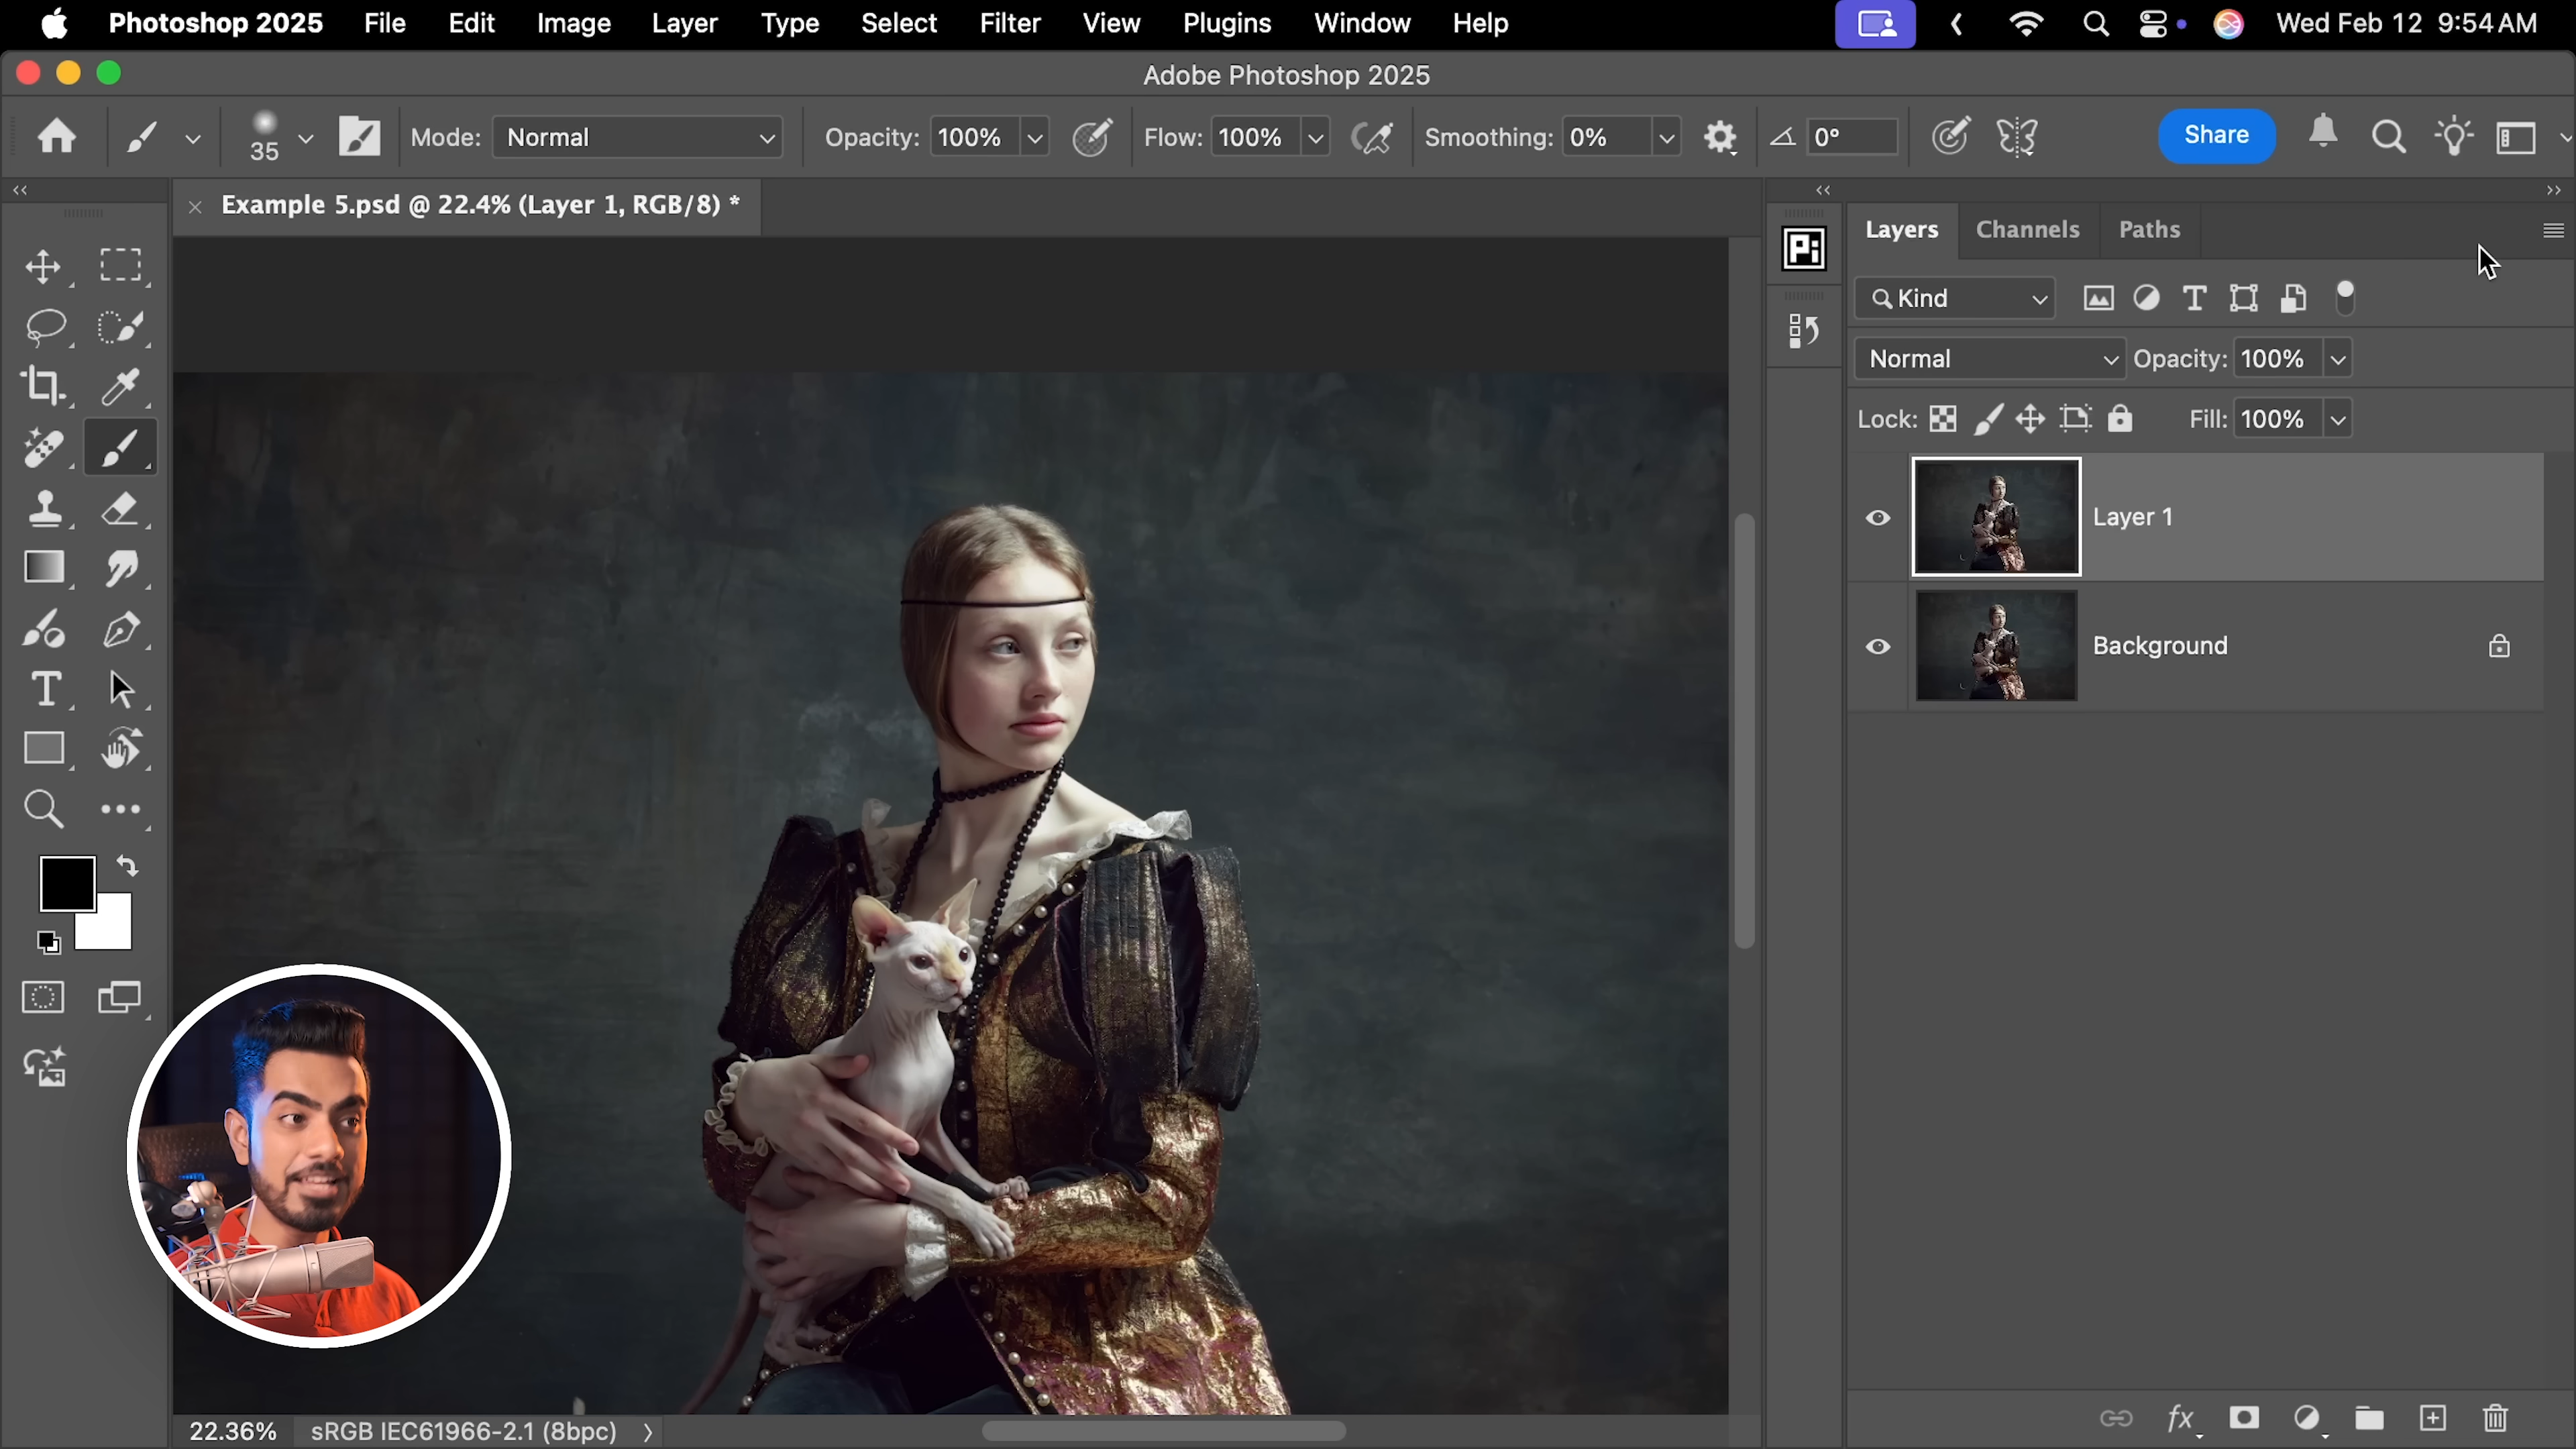 Photoshop 2025 File Edit Image Layer Type Select Filter View Plugins Window Help Wed Feb 12 9:54 AM
Adobe Photoshop 2025
35 Mode: Normal Opacity: 100% Flow: 100% Smoothing: 0% 0° Share
Example 5.psd @ 22.4% (Layer 1, RGB/8) *
Layers Channels Paths
Kind
Normal Opacity: 100%
Lock: Fill: 100%
Layer 1
Background
22.36% sRGB IEC61966-2.1 (8bpc)